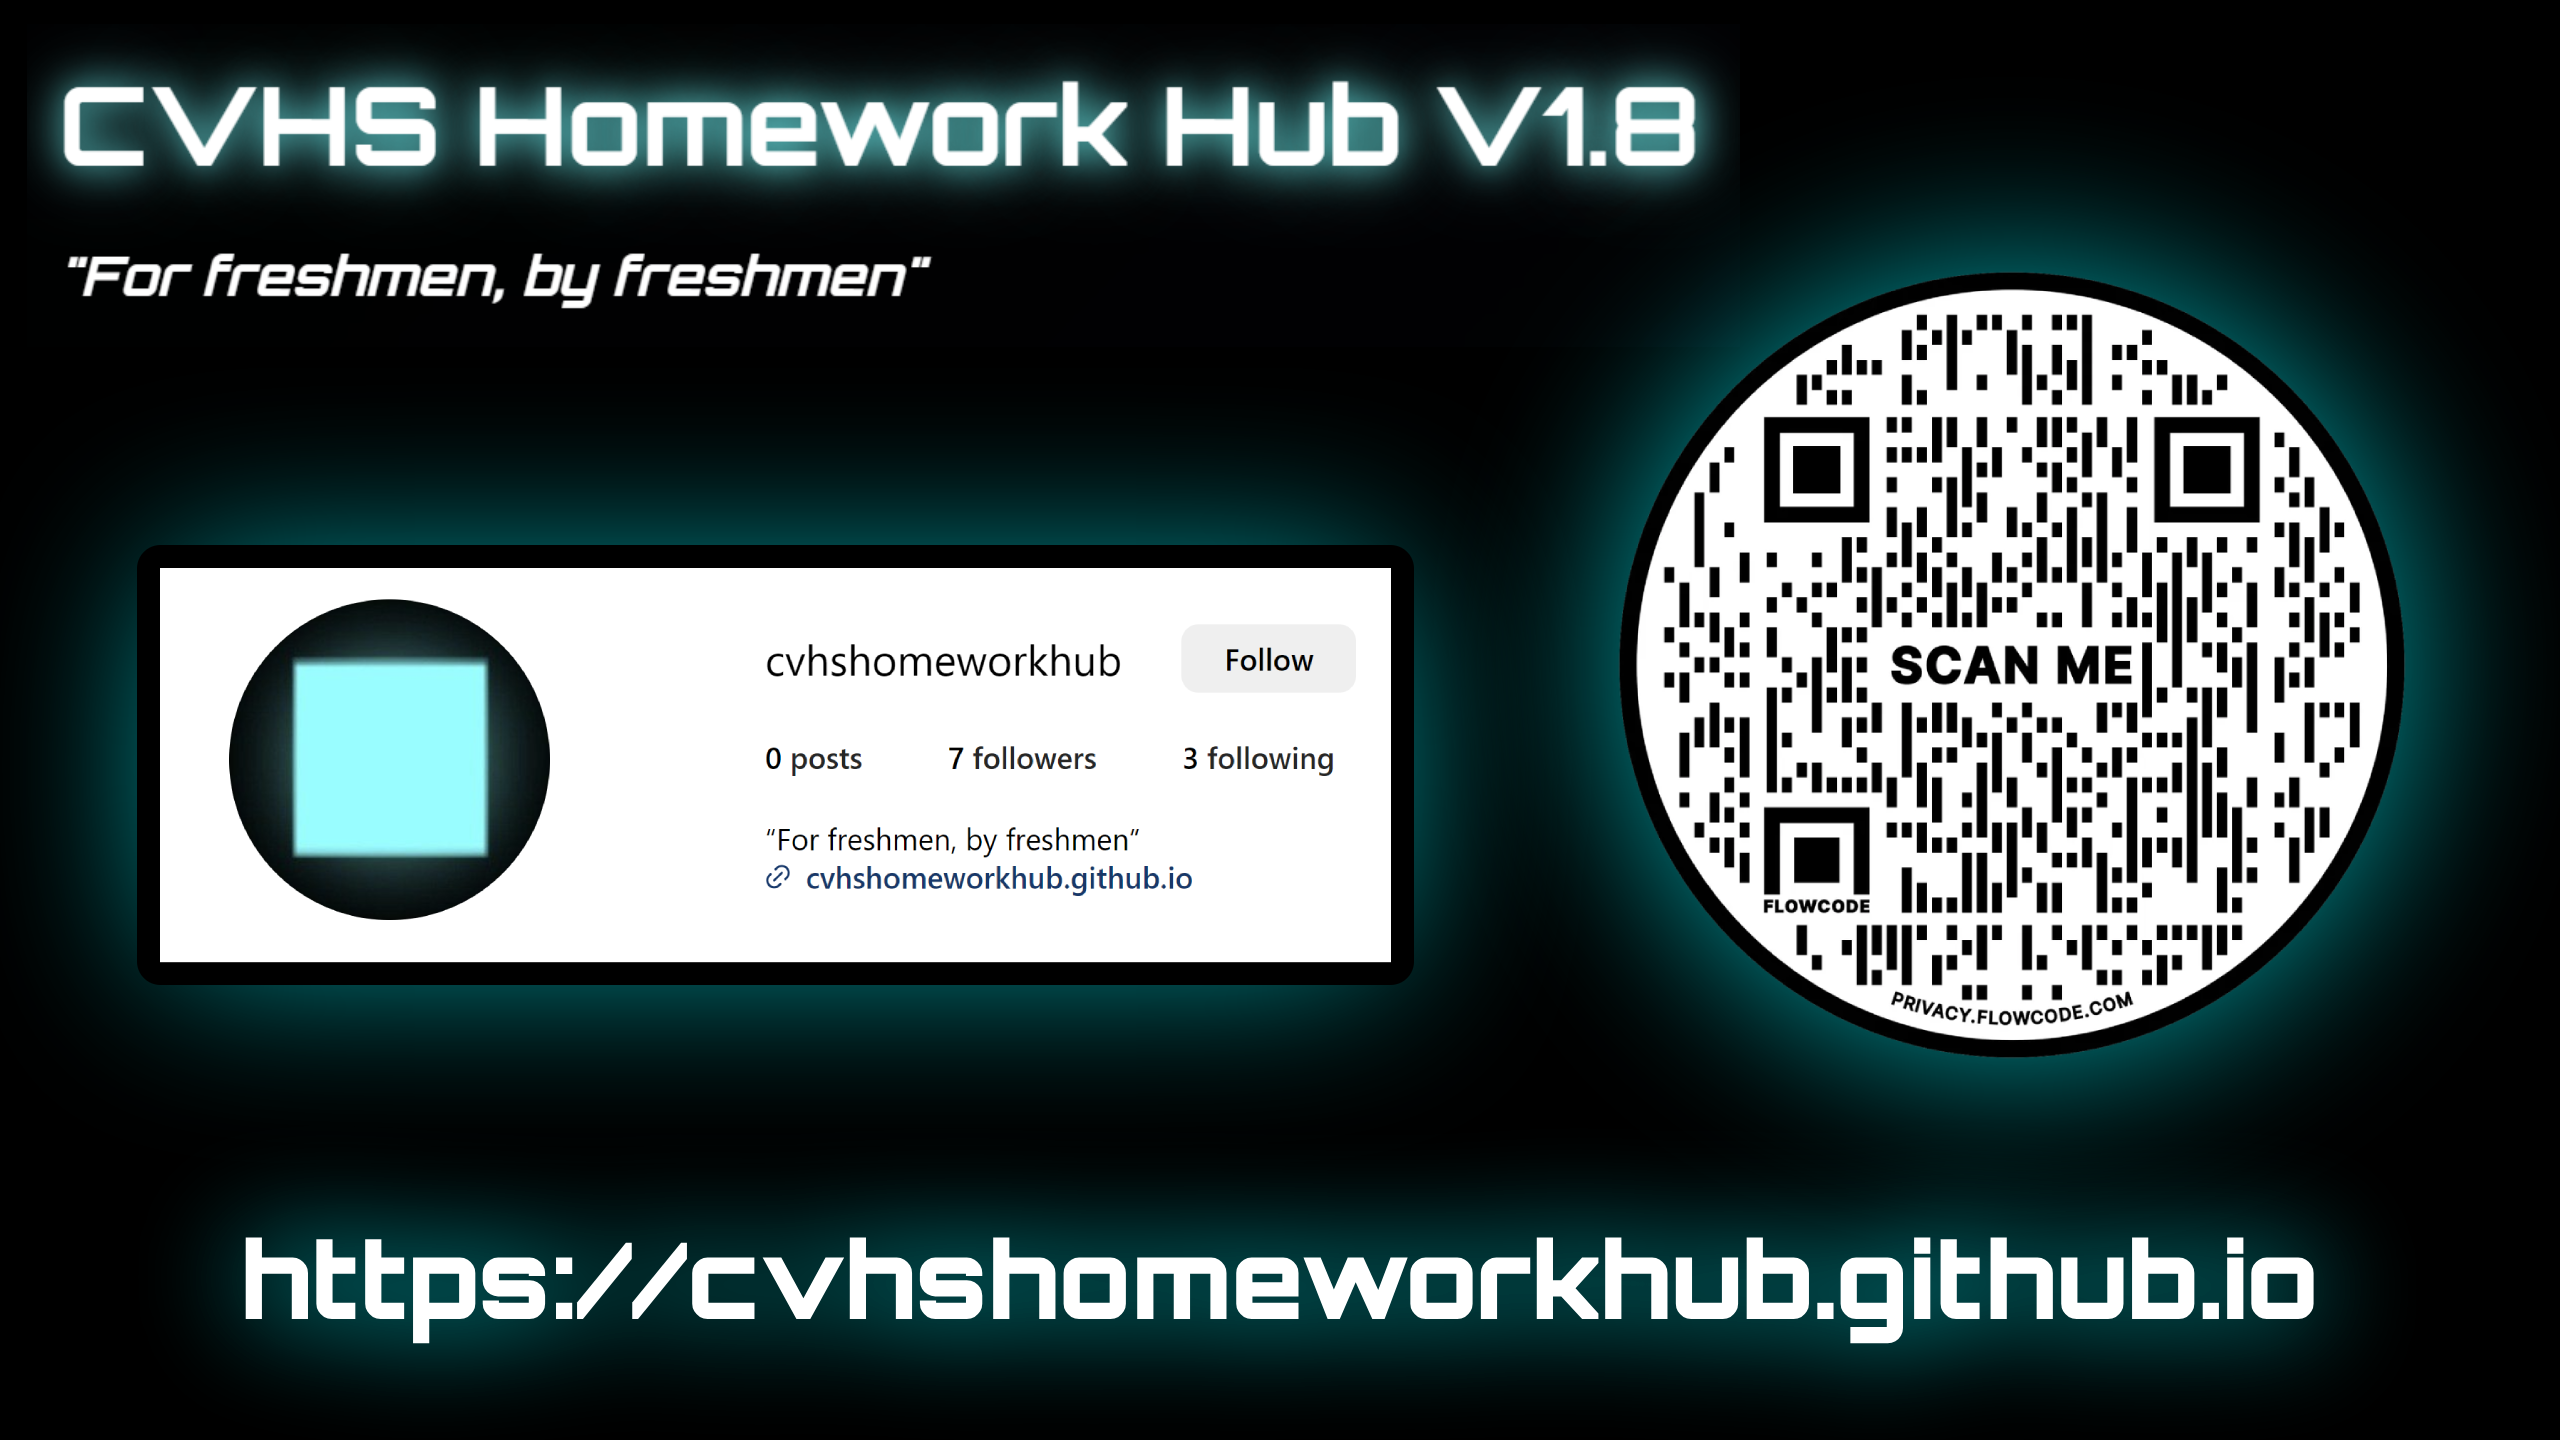 CVHS Homework Hub V1.8
"For freshmen, by freshmen"
cvhshomeworkhub
Follow
0 posts 7 followers 3 following
“For freshmen, by freshmen”
cvhshomeworkhub.github.io
SCAN ME
FLOWCODE
PRIVACY.FLOWCODE.COM
https://cvhshomeworkhub.github.io